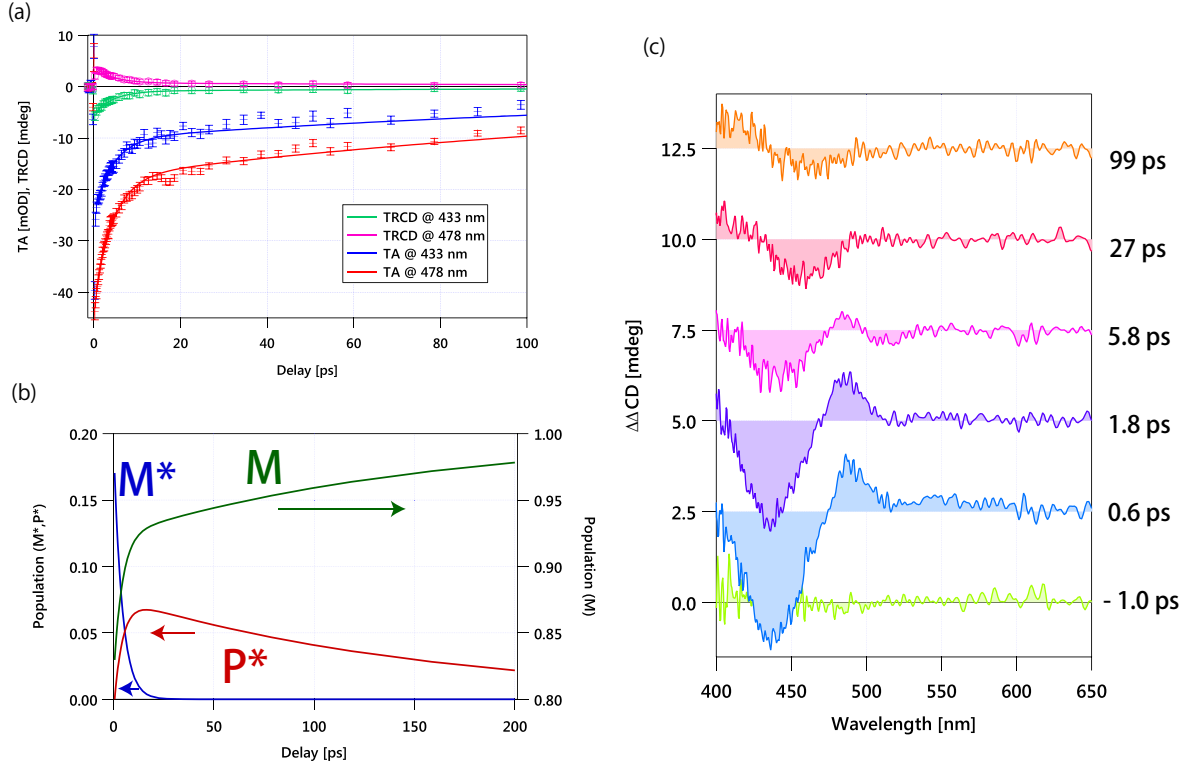 (a)
10
0
-10
-20
-30
-40
TA [mOD], TRCD [mdeg]
TRCD @ 433 nm
TRCD @ 478 nm
TA @ 433 nm
TA @ 478 nm
0
20
40
60
80
100
Delay [ps]
(b)
0.20
0.15
0.10
0.05
0.00
Population (M*,P*)
M*
M
P*
1.00
0.95
0.90
0.85
0.80
Population (M)
0
50
100
150
200
Delay [ps]
(c)
12.5
10.0
7.5
5.0
2.5
0.0
ΔΔCD [mdeg]
99 ps
27 ps
5.8 ps
1.8 ps
0.6 ps
- 1.0 ps
400
450
500
550
600
650
Wavelength [nm]